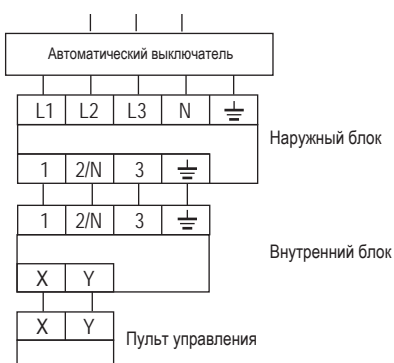 Автоматический выключатель
L1 L2 L3 N
Наружный блок
1 2/N 3
1 2/N 3
Внутренний блок
X Y
X Y
Пульт управления